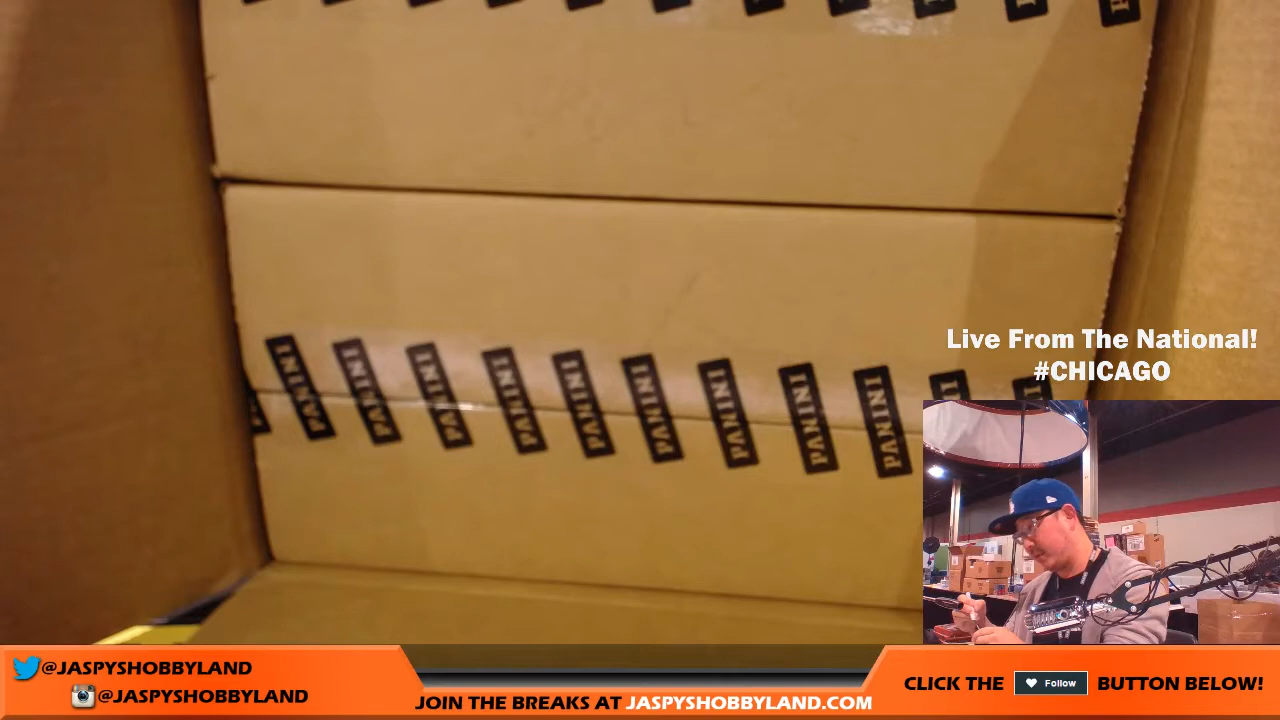 PANINI PANINI PANINI PANINI PANINI PANINI PANINI PANINI PANINI
Live From The National!
#CHICAGO
@JASPYSHOBBYLAND
@JASPYSHOBBYLAND
JOIN THE BREAKS AT JASPYSHOBBYLAND.COM
CLICK THE Follow BUTTON BELOW!